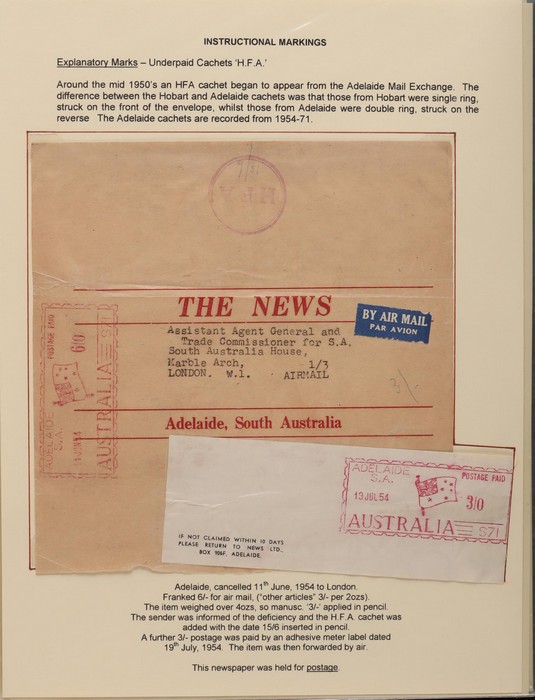 INSTRUCTIONAL MARKINGS
Explanatory Marks – Underpaid Cachets 'H.F.A.'
Around the mid 1950's an HFA cachet began to appear from the Adelaide Mail Exchange. The
difference between the Hobart and Adelaide cachets was that those from Hobart were single ring,
struck on the front of the envelope, whilst those from Adelaide were double ring, struck on the
reverse The Adelaide cachets are recorded from 1954-71.
THE NEWS
BY AIR MAIL
PAR AVION
Assistant Agent General and
Trade Commissioner for S.A.
South Australia House,
Marble Arch, 1/3
LONDON. W.1. AIRMAIL
3/-
Adelaide, South Australia
POSTAGE PAID
6/0
ADELAIDE
S.A.
AUSTRALIA S71
ADELAIDE
S.A.
POSTAGE PAID
19 JUL 54
3/0
AUSTRALIA S71
IF NOT CLAIMED WITHIN 10 DAYS
PLEASE RETURN TO NEWS LTD.,
BOX 106F, ADELAIDE.
Adelaide, cancelled 11th June, 1954 to London.
Franked 6/- for air mail, ("other articles" 3/- per 2ozs).
The item weighed over 4ozs, so manusc. '3/-' applied in pencil.
The sender was informed of the deficiency and the H.F.A. cachet was
added with the date 15/6 inserted in pencil.
A further 3/- postage was paid by an adhesive meter label dated
19th July, 1954. The item was then forwarded by air.
This newspaper was held for postage.